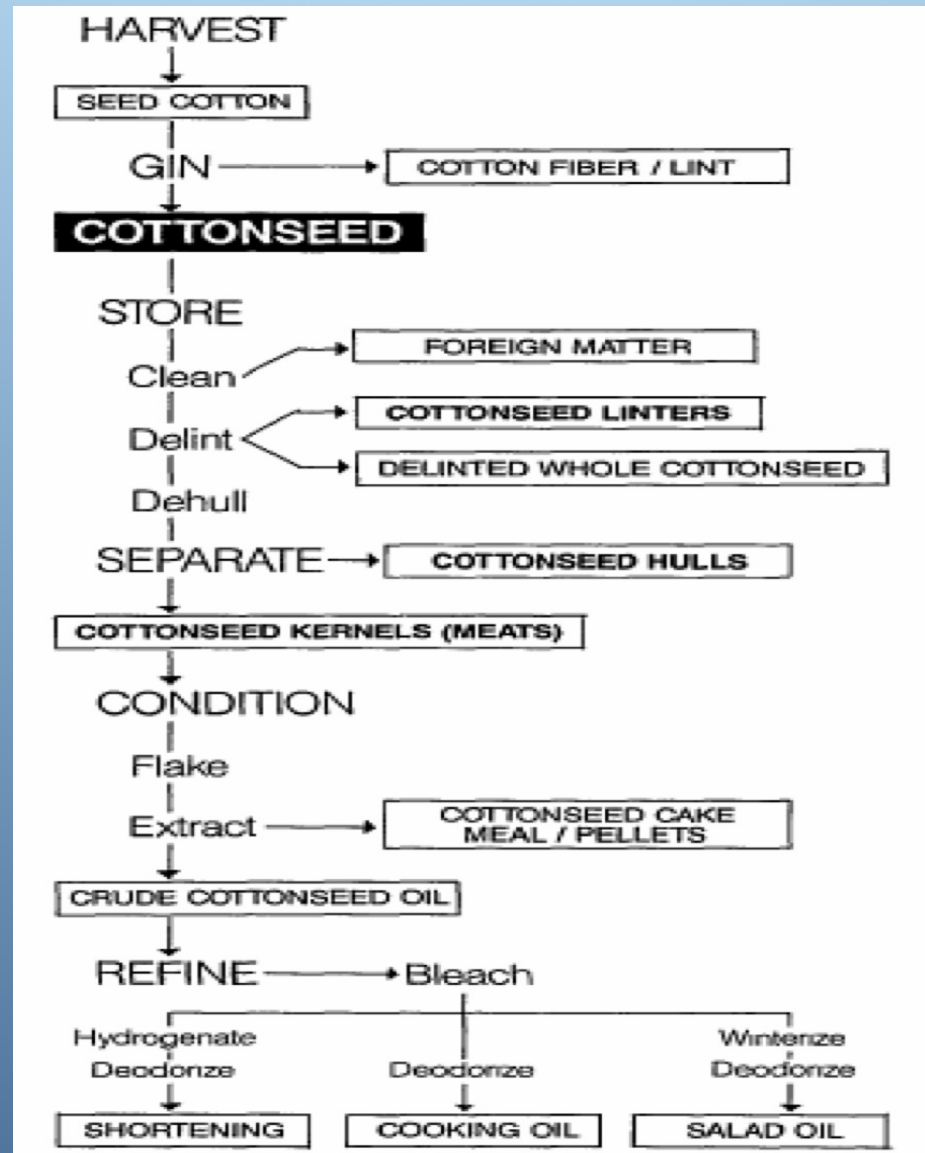 HARVEST
SEED COTTON
GIN
COTTON FIBER / LINT
COTTONSEED
STORE
FOREIGN MATTER
Clean
COTTONSEED LINTERS
Delint
DELINTED WHOLE COTTONSEED
Dehull
SEPARATE
COTTONSEED HULLS
COTTONSEED KERNELS (MEATS)
CONDITION
Flake
Extract
COTTONSEED CAKE
MEAL / PELLETS
CRUDE COTTONSEED OIL
REFINE
Bleach
Hydrogenate
Winterize
Deodorize
Deodorize
Deodorize
SHORTENING
COOKING OIL
SALAD OIL